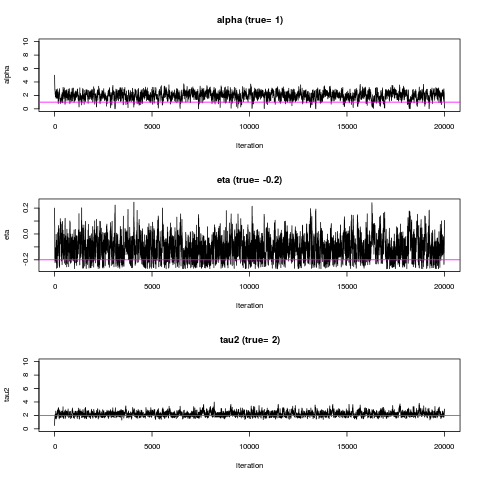 alpha (true= 1)
alpha
0 2 4 6 8 10
0 5000 10000 15000 20000
iteration
eta (true= -0.2)
eta
-0.2 0.0 0.2
0 5000 10000 15000 20000
iteration
tau2 (true= 2)
tau2
0 2 4 6 8 10
0 5000 10000 15000 20000
iteration